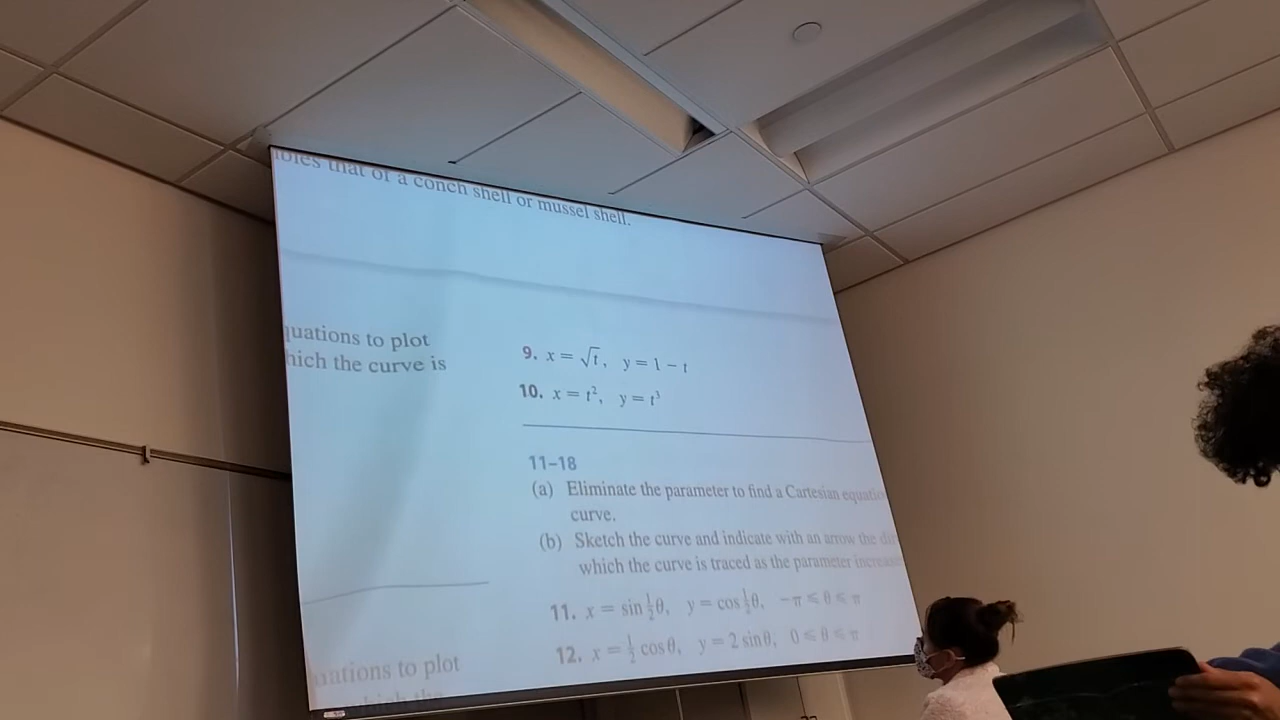 that of a conch shell or mussel shell.
to plot
the curve is
9. x = √t, y = 1 − t
10. x = t², y = t³
11–18
(a) Eliminate the parameter to find a Cartesian
curve.
(b) Sketch the curve and indicate with an arrow the
which the curve is traced as the parameter
11. x = sin ½θ, y = cos ½θ, −π ⩽ θ ⩽ π
12. x = ½ cos θ, y = 2 sin θ, 0 ⩽ θ ⩽ π
to plot